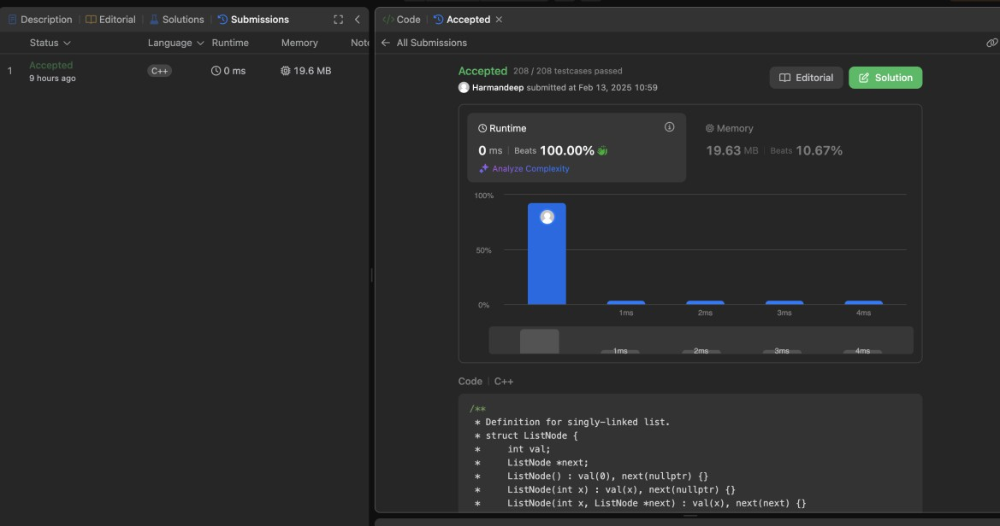 Description | Editorial | Solutions | Submissions
Status Language Runtime Memory Note
1 Accepted C++ 0 ms 19.6 MB
9 hours ago
</> Code | Accepted ×
← All Submissions
Accepted 208 / 208 testcases passed
Harmandeep submitted at Feb 13, 2025 10:59
Editorial
Solution
Runtime
0 ms | Beats 100.00%
Analyze Complexity
Memory
19.63 MB | Beats 10.67%
100%
50%
0%
1ms 2ms 3ms 4ms
1ms 2ms 3ms 4ms
Code | C++
/**
* Definition for singly-linked list.
* struct ListNode {
*     int val;
*     ListNode *next;
*     ListNode() : val(0), next(nullptr) {}
*     ListNode(int x) : val(x), next(nullptr) {}
*     ListNode(int x, ListNode *next) : val(x), next(next) {}